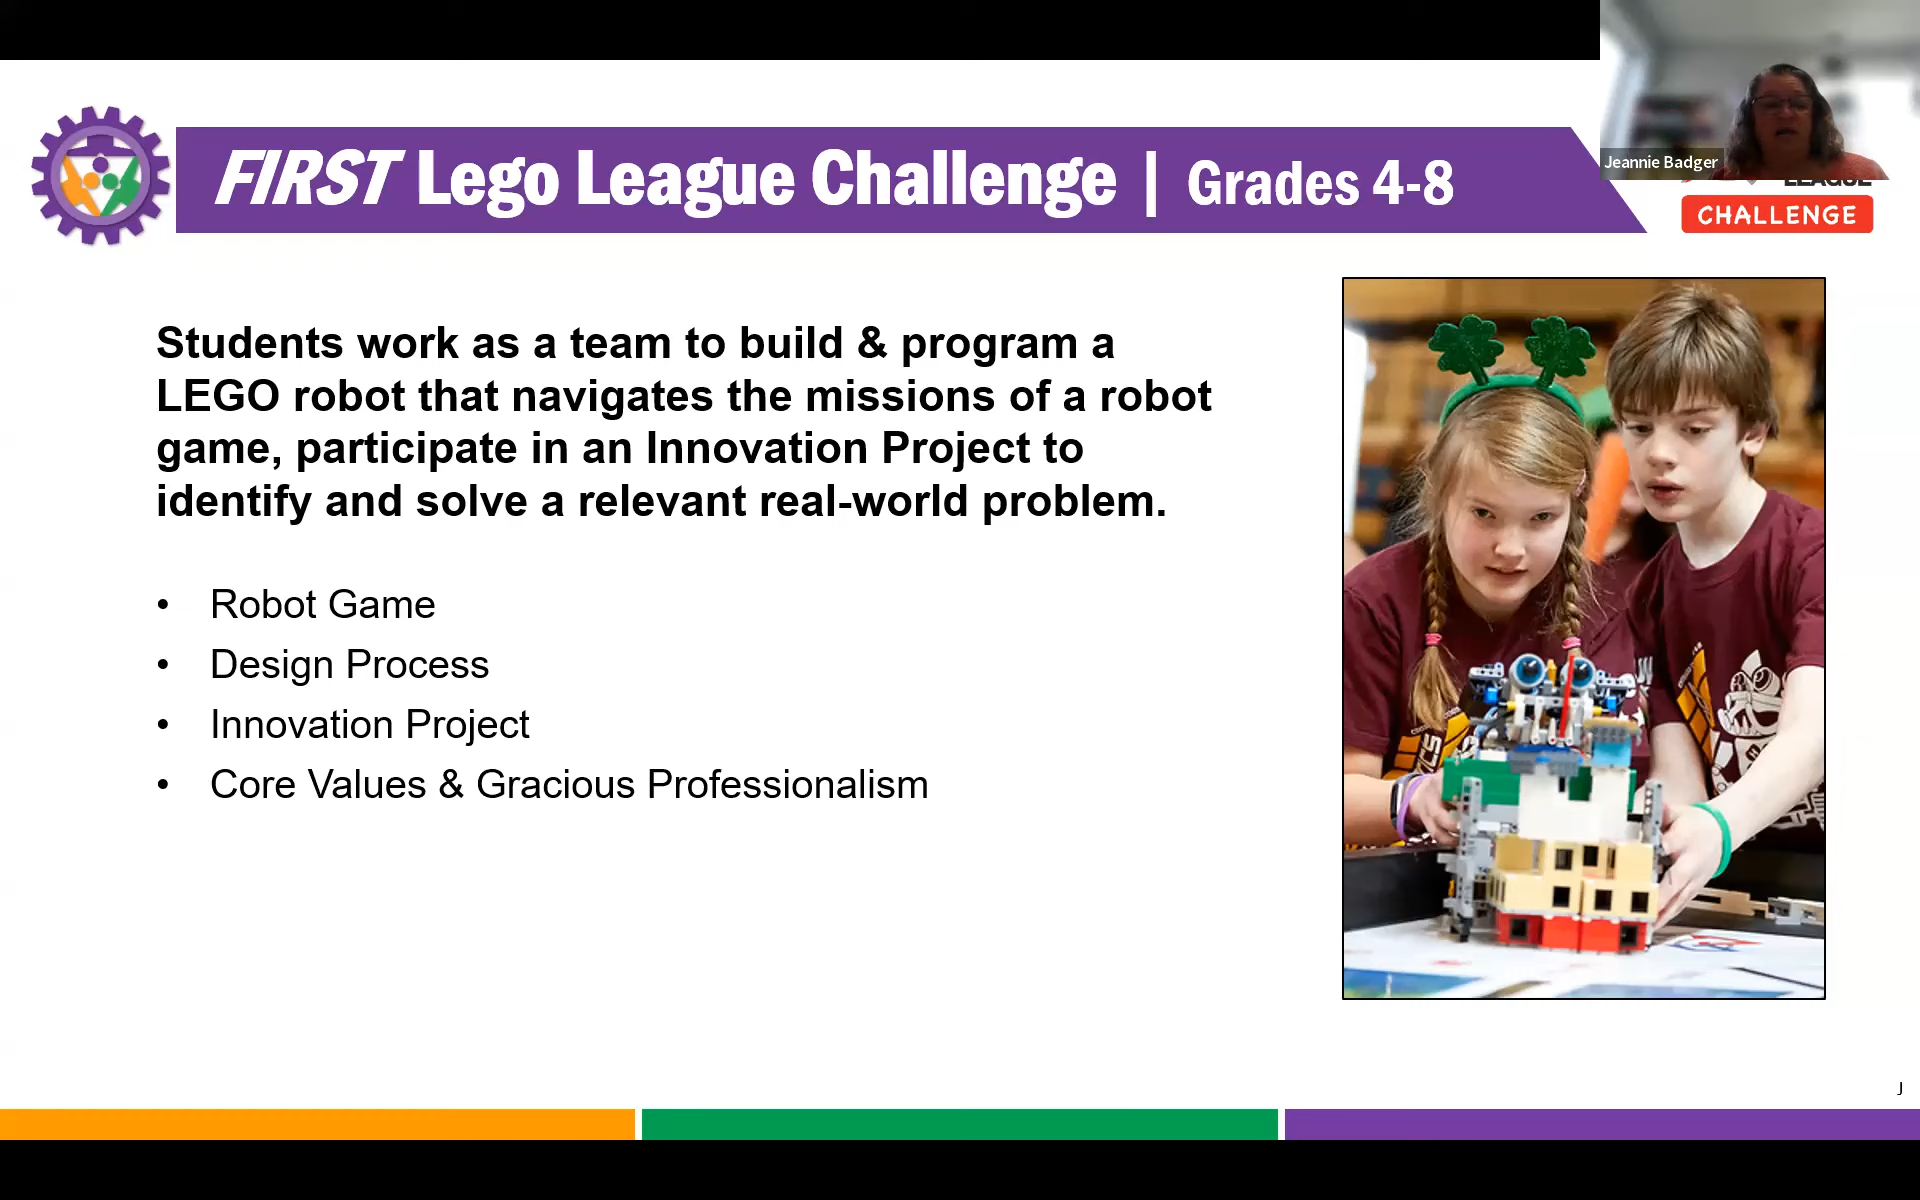 FIRST Lego League Challenge | Grades 4-8
Jeannie Badger
LEAGUE
CHALLENGE
Students work as a team to build & program a
LEGO robot that navigates the missions of a robot
game, participate in an Innovation Project to
identify and solve a relevant real-world problem.
• Robot Game
• Design Process
• Innovation Project
• Core Values & Gracious Professionalism
J